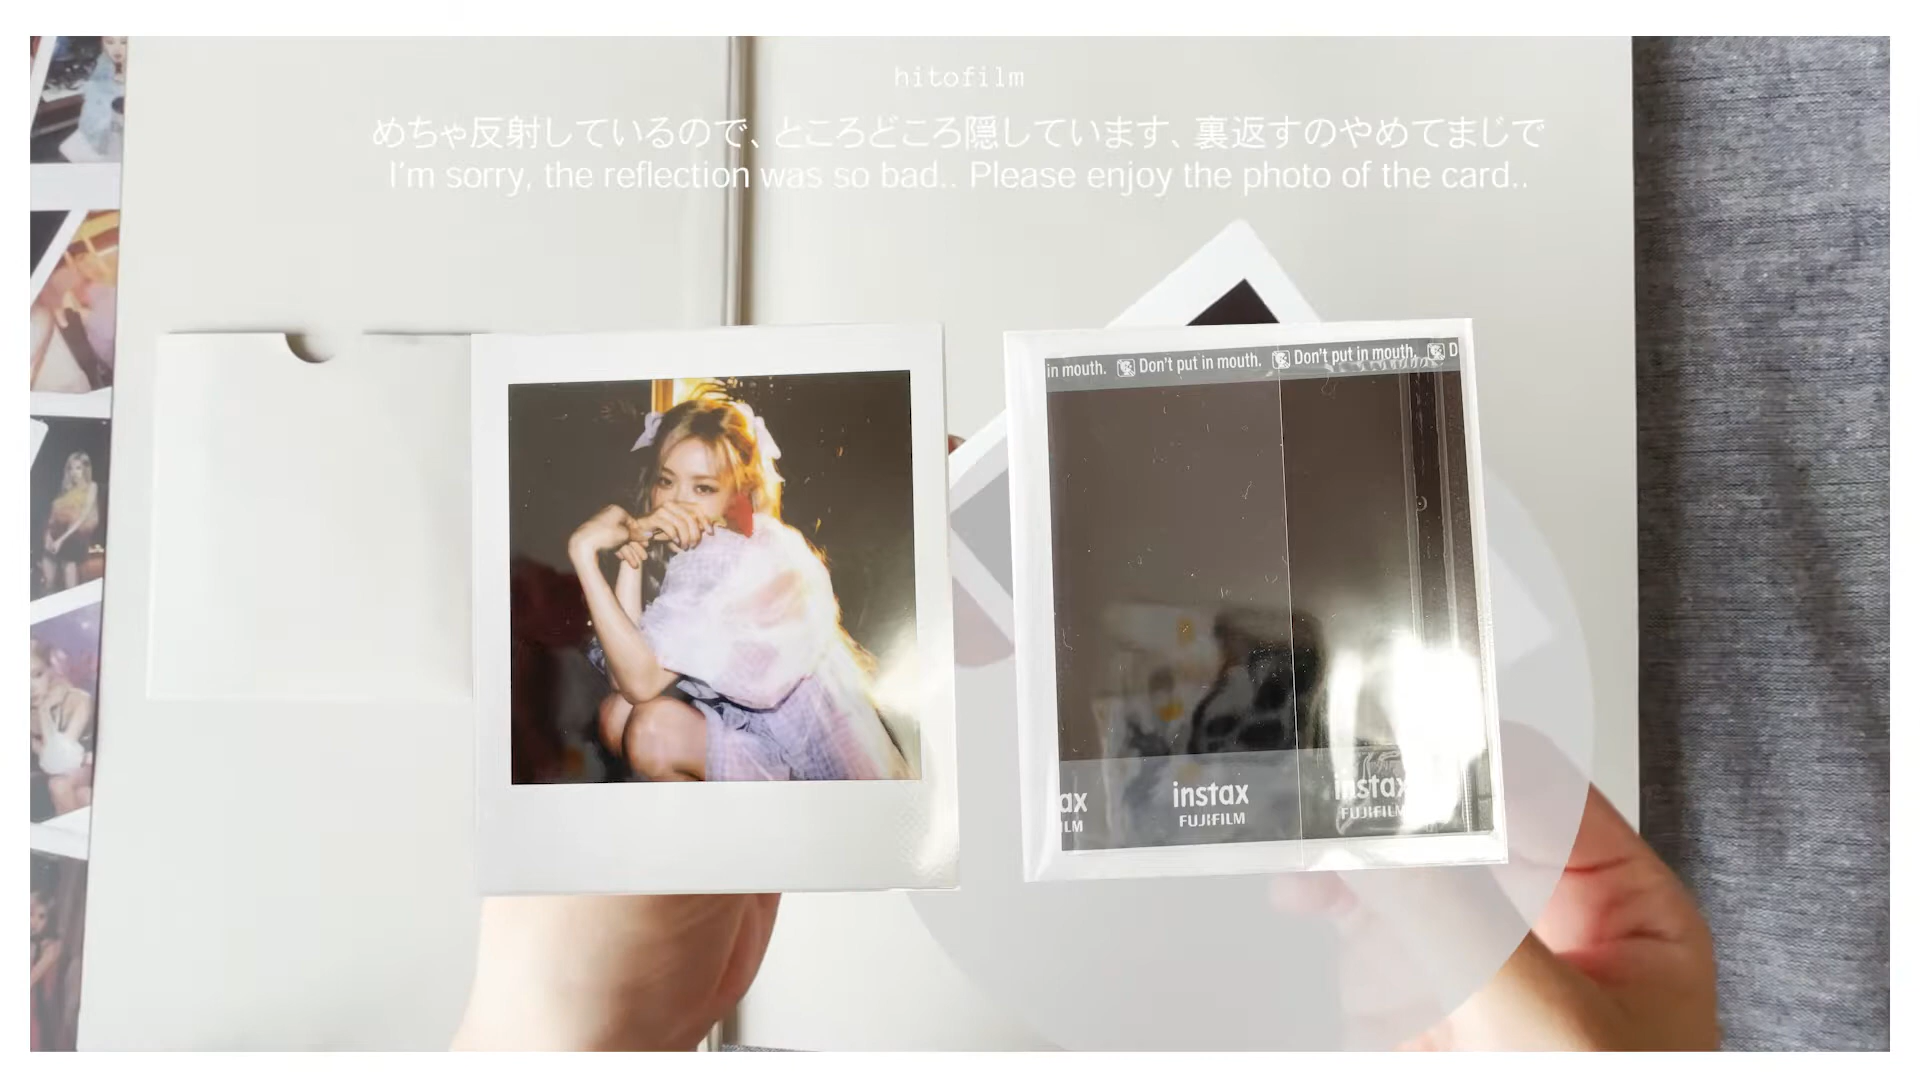 hitofilm
めちゃ反射しているので、ところどころ隠しています、裏返すのやめてまじで
I'm sorry, the reflection was so bad.. Please enjoy the photo of the card..
in mouth. Don't put in mouth. Don't put in mouth. D
ax instax instax
LM FUJIFILM FUJIFILM